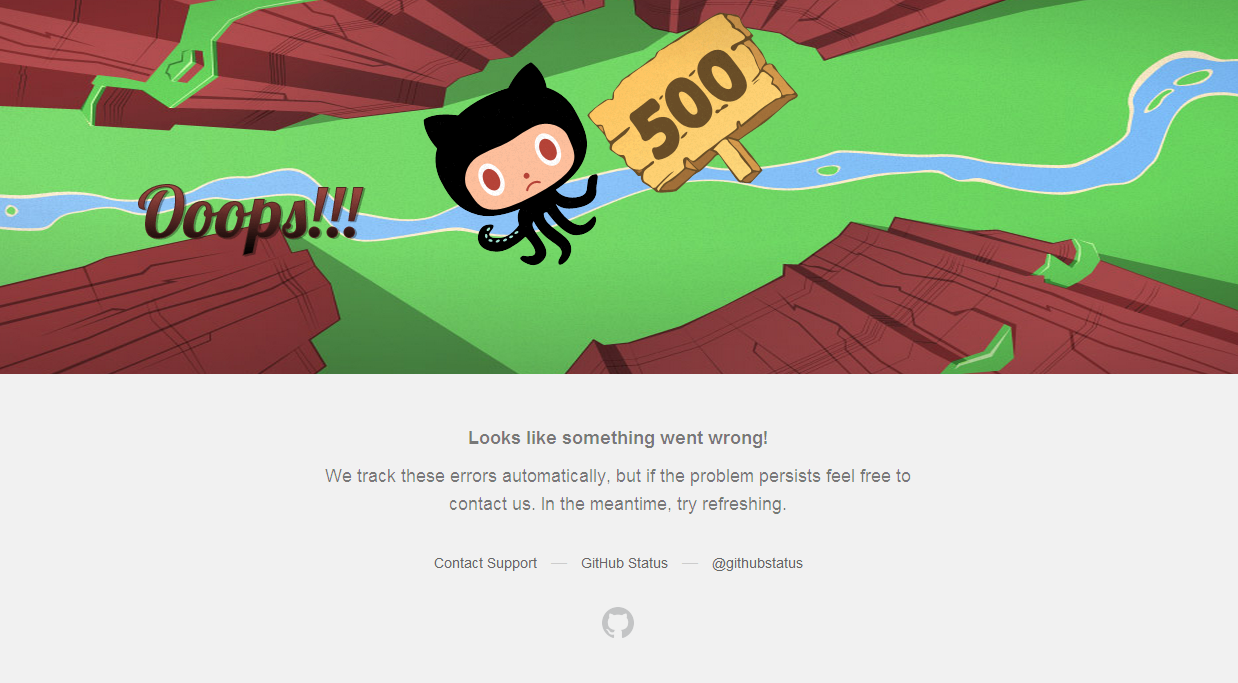 500
Ooops!!!
Looks like something went wrong!
We track these errors automatically, but if the problem persists feel free to
contact us. In the meantime, try refreshing.
Contact Support — GitHub Status — @githubstatus